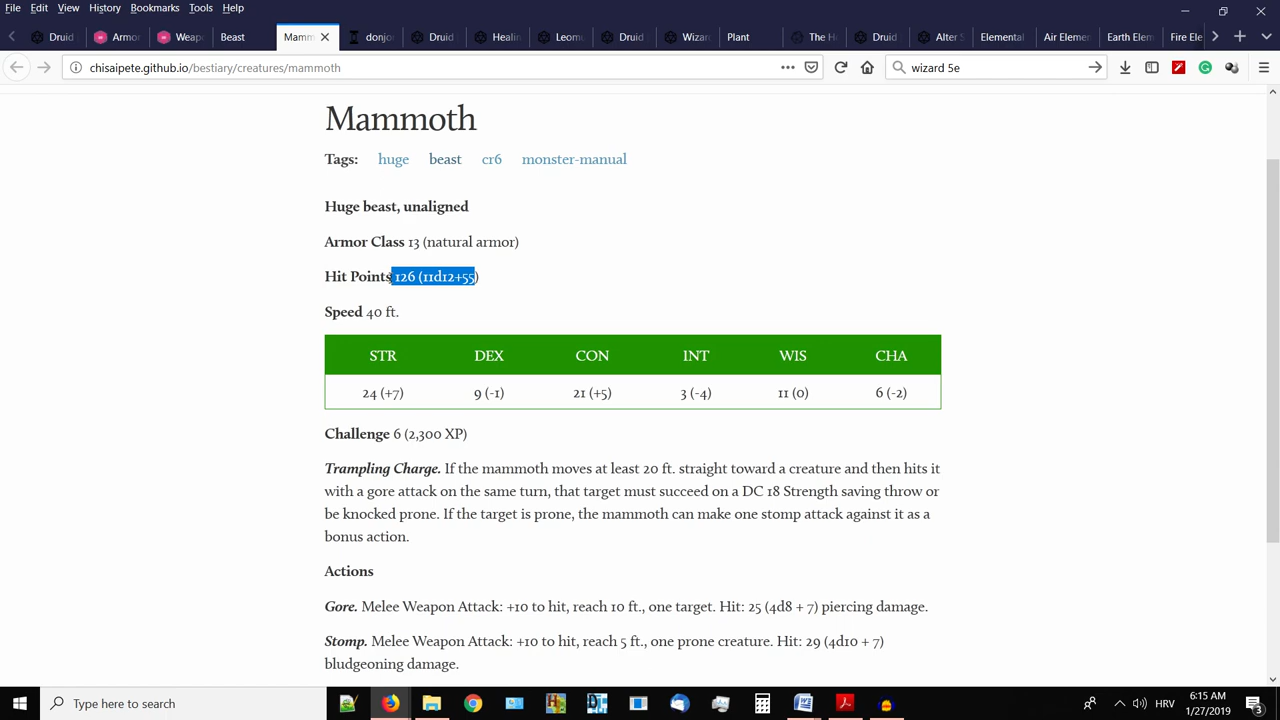 File Edit View History Bookmarks Tools Help
Druid Armor Weapo Beast Mamm donjon Druid Healin Leomu Druid Wizard Plant The H Druid Alter S Elemental Air Elemer Earth Elem Fire Ele
chisaipete.github.io/bestiary/creatures/mammoth wizard 5e
Mammoth
Tags: huge beast cr6 monster-manual
Huge beast, unaligned
Armor Class 13 (natural armor)
Hit Points 126 (11d12+55)
Speed 40 ft.
STR DEX CON INT WIS CHA
24 (+7) 9 (-1) 21 (+5) 3 (-4) 11 (0) 6 (-2)
Challenge 6 (2,300 XP)
Trampling Charge. If the mammoth moves at least 20 ft. straight toward a creature and then hits it
with a gore attack on the same turn, that target must succeed on a DC 18 Strength saving throw or
be knocked prone. If the target is prone, the mammoth can make one stomp attack against it as a
bonus action.
Actions
Gore. Melee Weapon Attack: +10 to hit, reach 10 ft., one target. Hit: 25 (4d8 + 7) piercing damage.
Stomp. Melee Weapon Attack: +10 to hit, reach 5 ft., one prone creature. Hit: 29 (4d10 + 7)
bludgeoning damage.
Type here to search
HRV
6:15 AM
1/27/2019
3